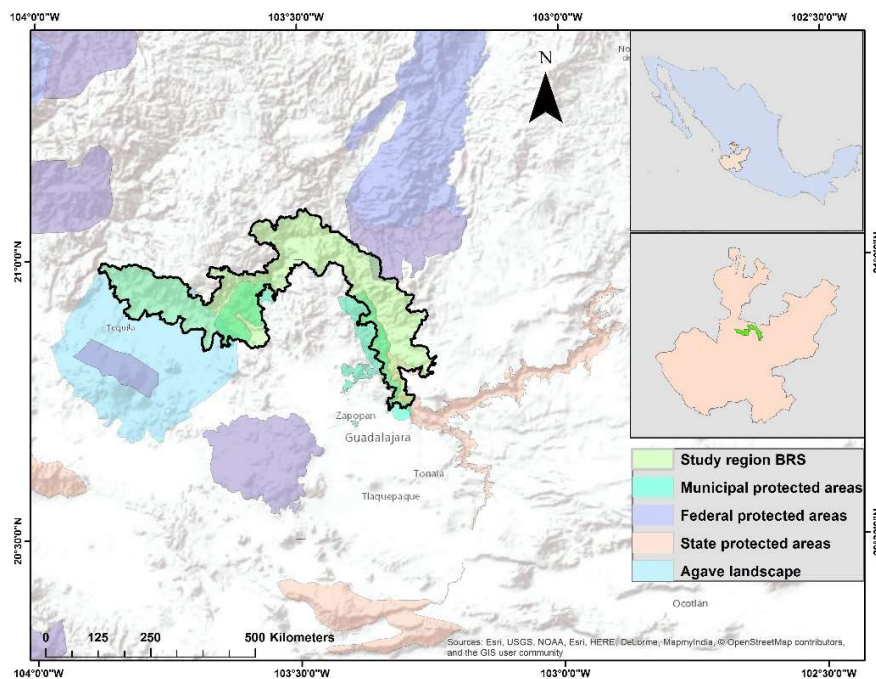 104°0'0"W
103°30'0"W
103°0'0"W
102°30'0"W
N
21°0'0"N
Tequila
Zapopan
Guadalajara
Tonalá
Tlaquepaque
20°30'0"N
Study region BRS
Municipal protected areas
Federal protected areas
State protected areas
Agave landscape
Ocotlán
0 125 250 500 Kilometers
Sources: Esri, USGS, NOAA, Esri, HERE, DeLorme, MapmyIndia, © OpenStreetMap contributors,
and the GIS user community
104°0'0"W
103°30'0"W
103°0'0"W
102°30'0"W